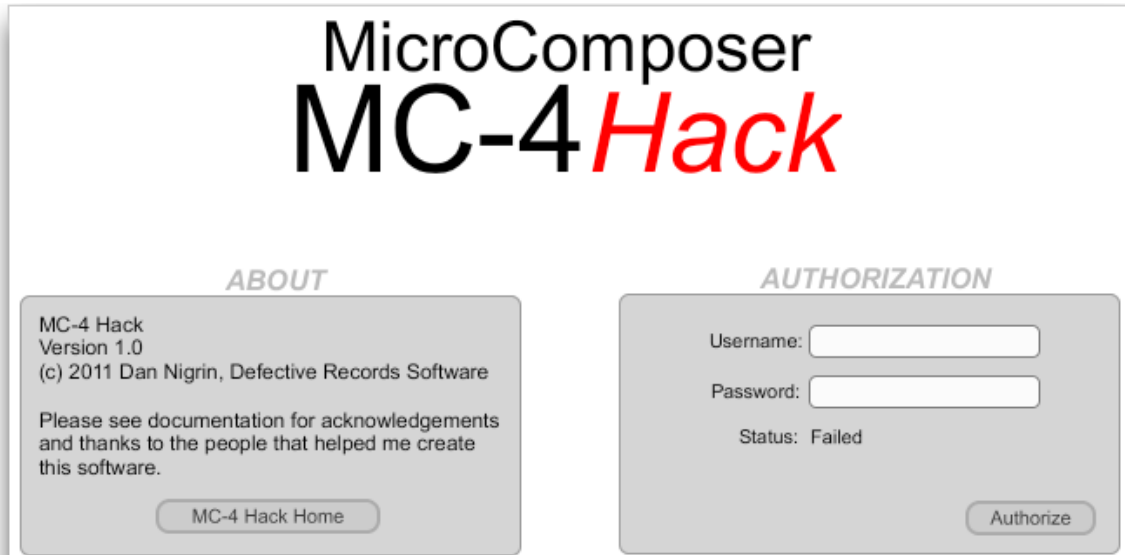 MicroComposer
MC-4 Hack
ABOUT
MC-4 Hack
Version 1.0
(c) 2011 Dan Nigrin, Defective Records Software
Please see documentation for acknowledgements
and thanks to the people that helped me create
this software.
MC-4 Hack Home
AUTHORIZATION
Username:
Password:
Status: Failed
Authorize